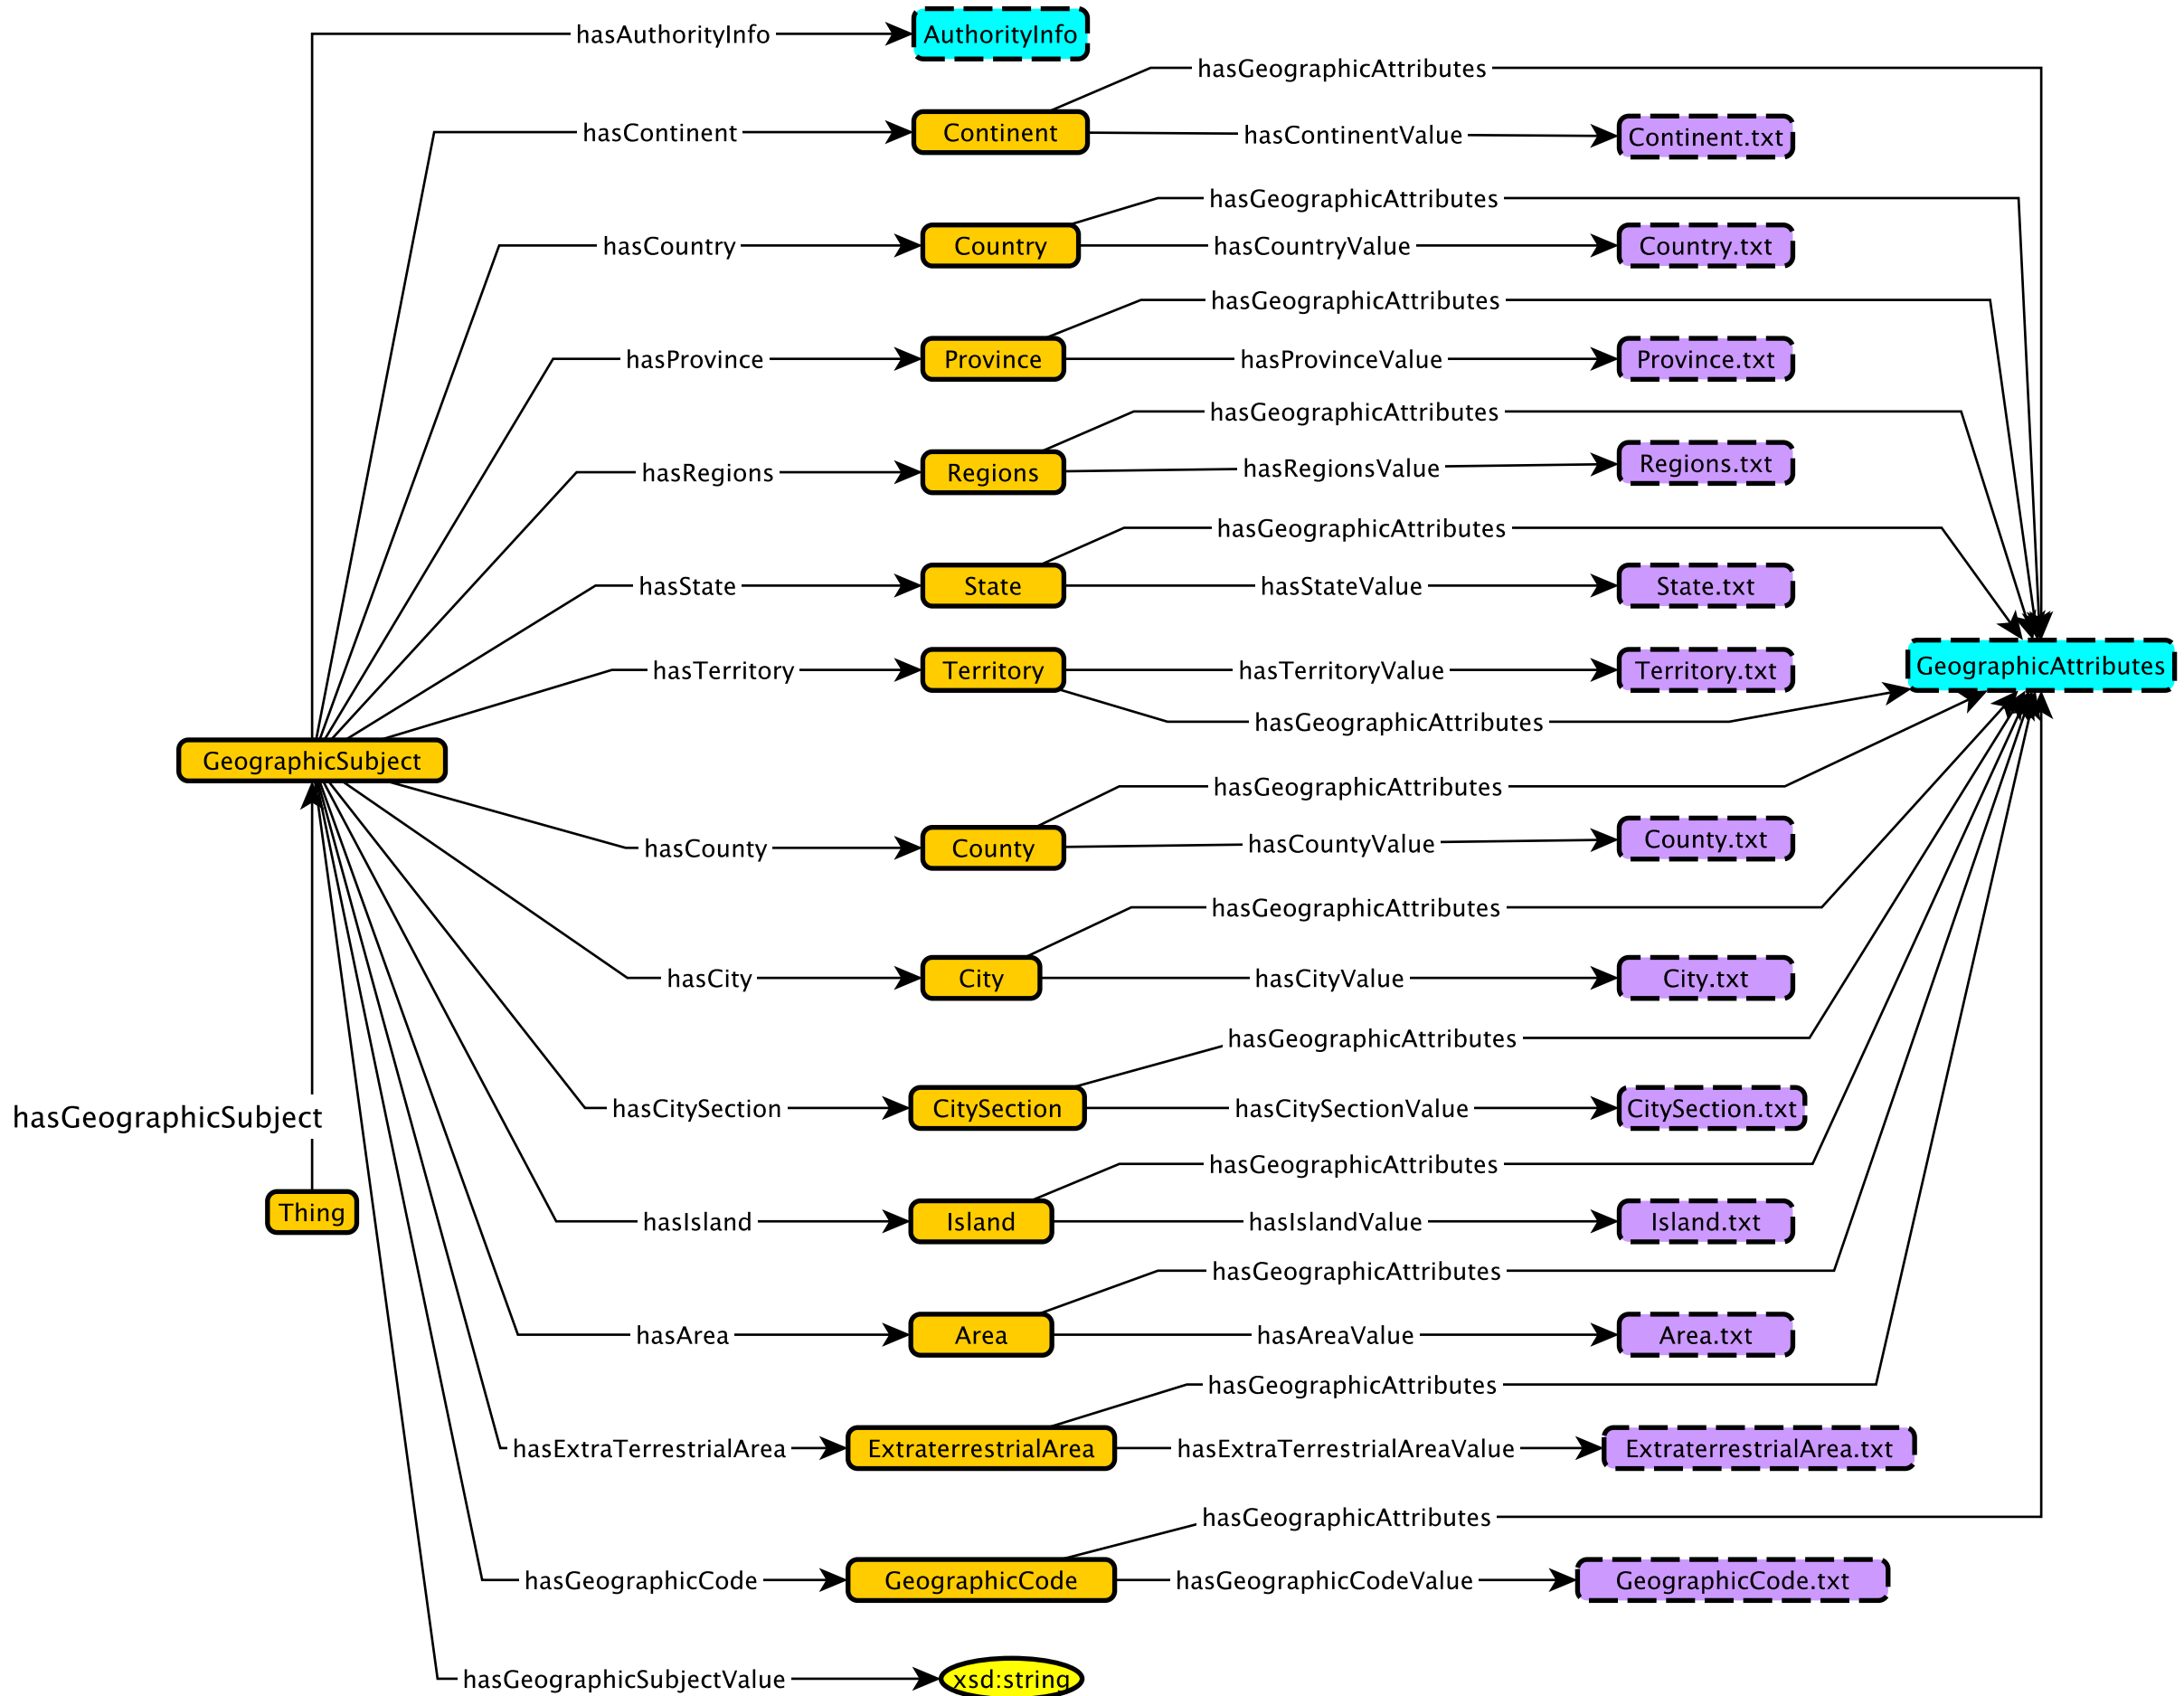 hasAuthorityInfo
AuthorityInfo
hasGeographicAttributes
hasContinent
Continent
hasContinentValue
Continent.txt
hasGeographicAttributes
hasCountry
Country
hasCountryValue
Country.txt
hasGeographicAttributes
hasProvince
Province
hasProvinceValue
Province.txt
hasGeographicAttributes
hasRegions
Regions
hasRegionsValue
Regions.txt
hasGeographicAttributes
hasState
State
hasStateValue
State.txt
hasTerritory
Territory
hasTerritoryValue
Territory.txt
GeographicAttributes
hasGeographicAttributes
GeographicSubject
hasGeographicAttributes
hasCounty
County
hasCountyValue
County.txt
hasGeographicAttributes
hasCity
City
hasCityValue
City.txt
hasGeographicAttributes
hasCitySection
CitySection
hasCitySectionValue
CitySection.txt
hasGeographicSubject
hasGeographicAttributes
Thing
hasIsland
Island
hasIslandValue
Island.txt
hasGeographicAttributes
hasArea
Area
hasAreaValue
Area.txt
hasGeographicAttributes
hasExtraTerrestrialArea
ExtraterrestrialArea
hasExtraTerrestrialAreaValue
ExtraterrestrialArea.txt
hasGeographicAttributes
hasGeographicCode
GeographicCode
hasGeographicCodeValue
GeographicCode.txt
hasGeographicSubjectValue
xsd:string